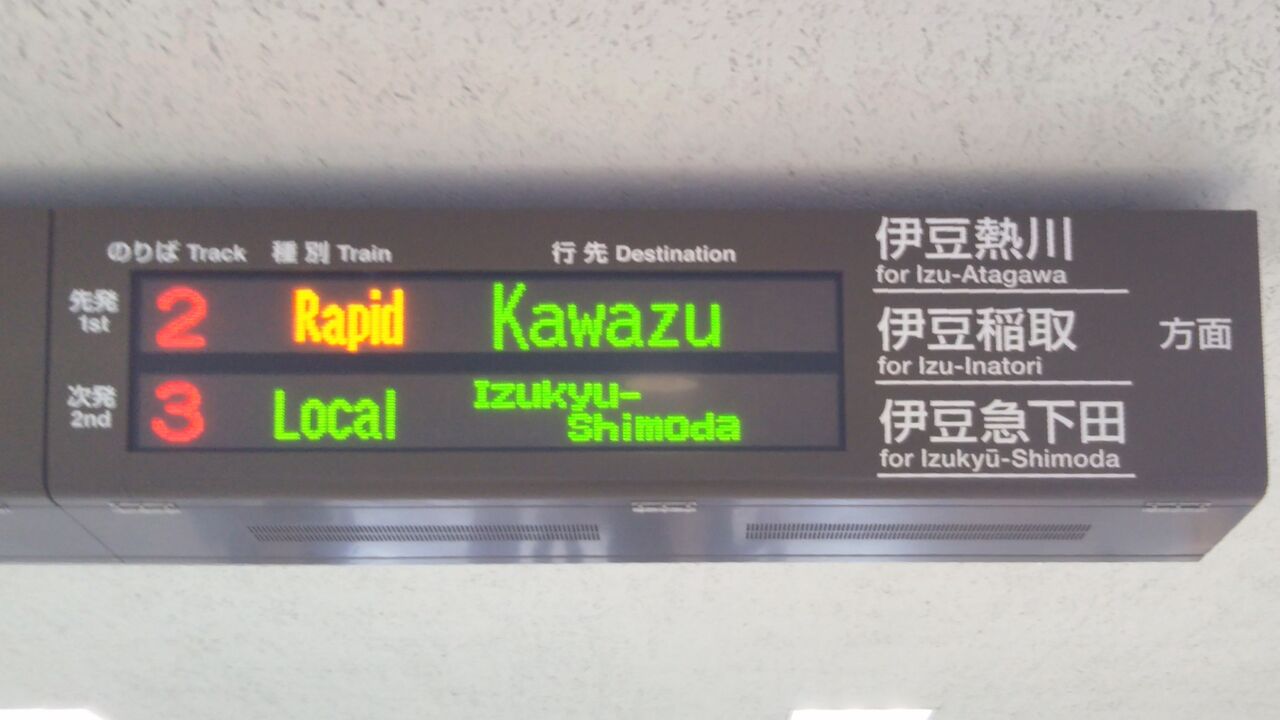 のりば Track 種別 Train 行先 Destination
先発
1st
2 Rapid Kawazu
次発
2nd
3 Local Izukyu-
Shimoda
伊豆熱川
for Izu-Atagawa
伊豆稲取
for Izu-Inatori
伊豆急下田
for Izukyū-Shimoda
方面